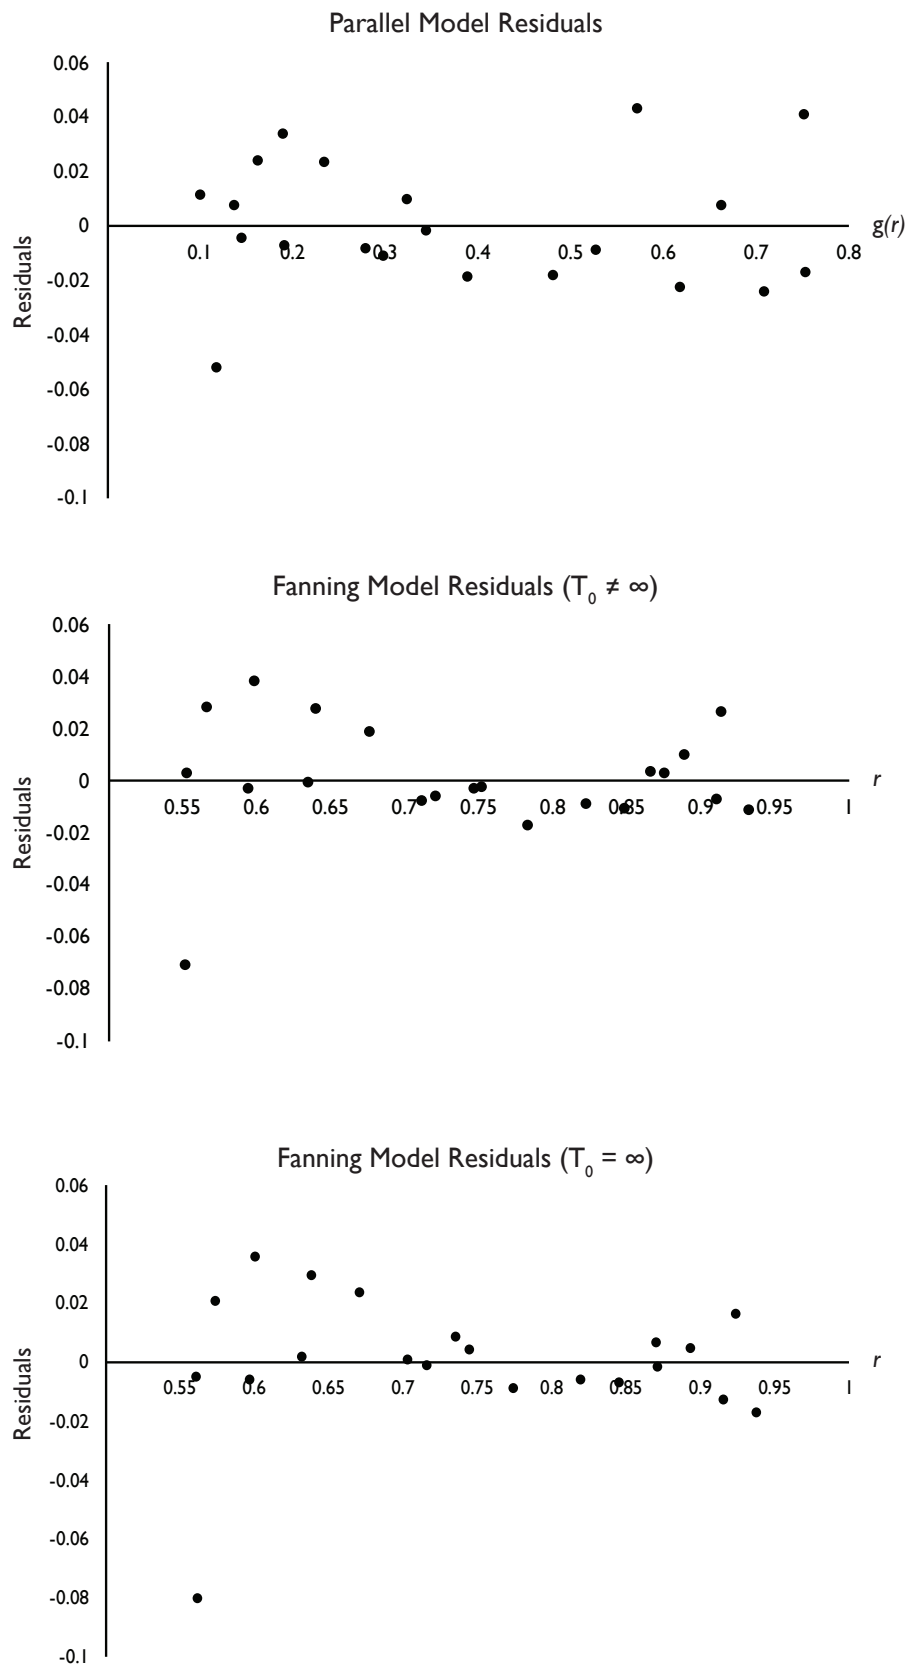 Parallel Model Residuals
0.06
0.04
0.02
0
-0.02
-0.04
-0.06
-0.08
-0.1
Residuals
0.1 0.2 0.3 0.4 0.5 0.6 0.7 0.8
g(r)
Fanning Model Residuals (T₀ ≠ ∞)
0.06
0.04
0.02
0
-0.02
-0.04
-0.06
-0.08
-0.1
Residuals
0.55 0.6 0.65 0.7 0.75 0.8 0.85 0.9 0.95 1
r
Fanning Model Residuals (T₀ = ∞)
0.06
0.04
0.02
0
-0.02
-0.04
-0.06
-0.08
-0.1
Residuals
0.55 0.6 0.65 0.7 0.75 0.8 0.85 0.9 0.95 1
r